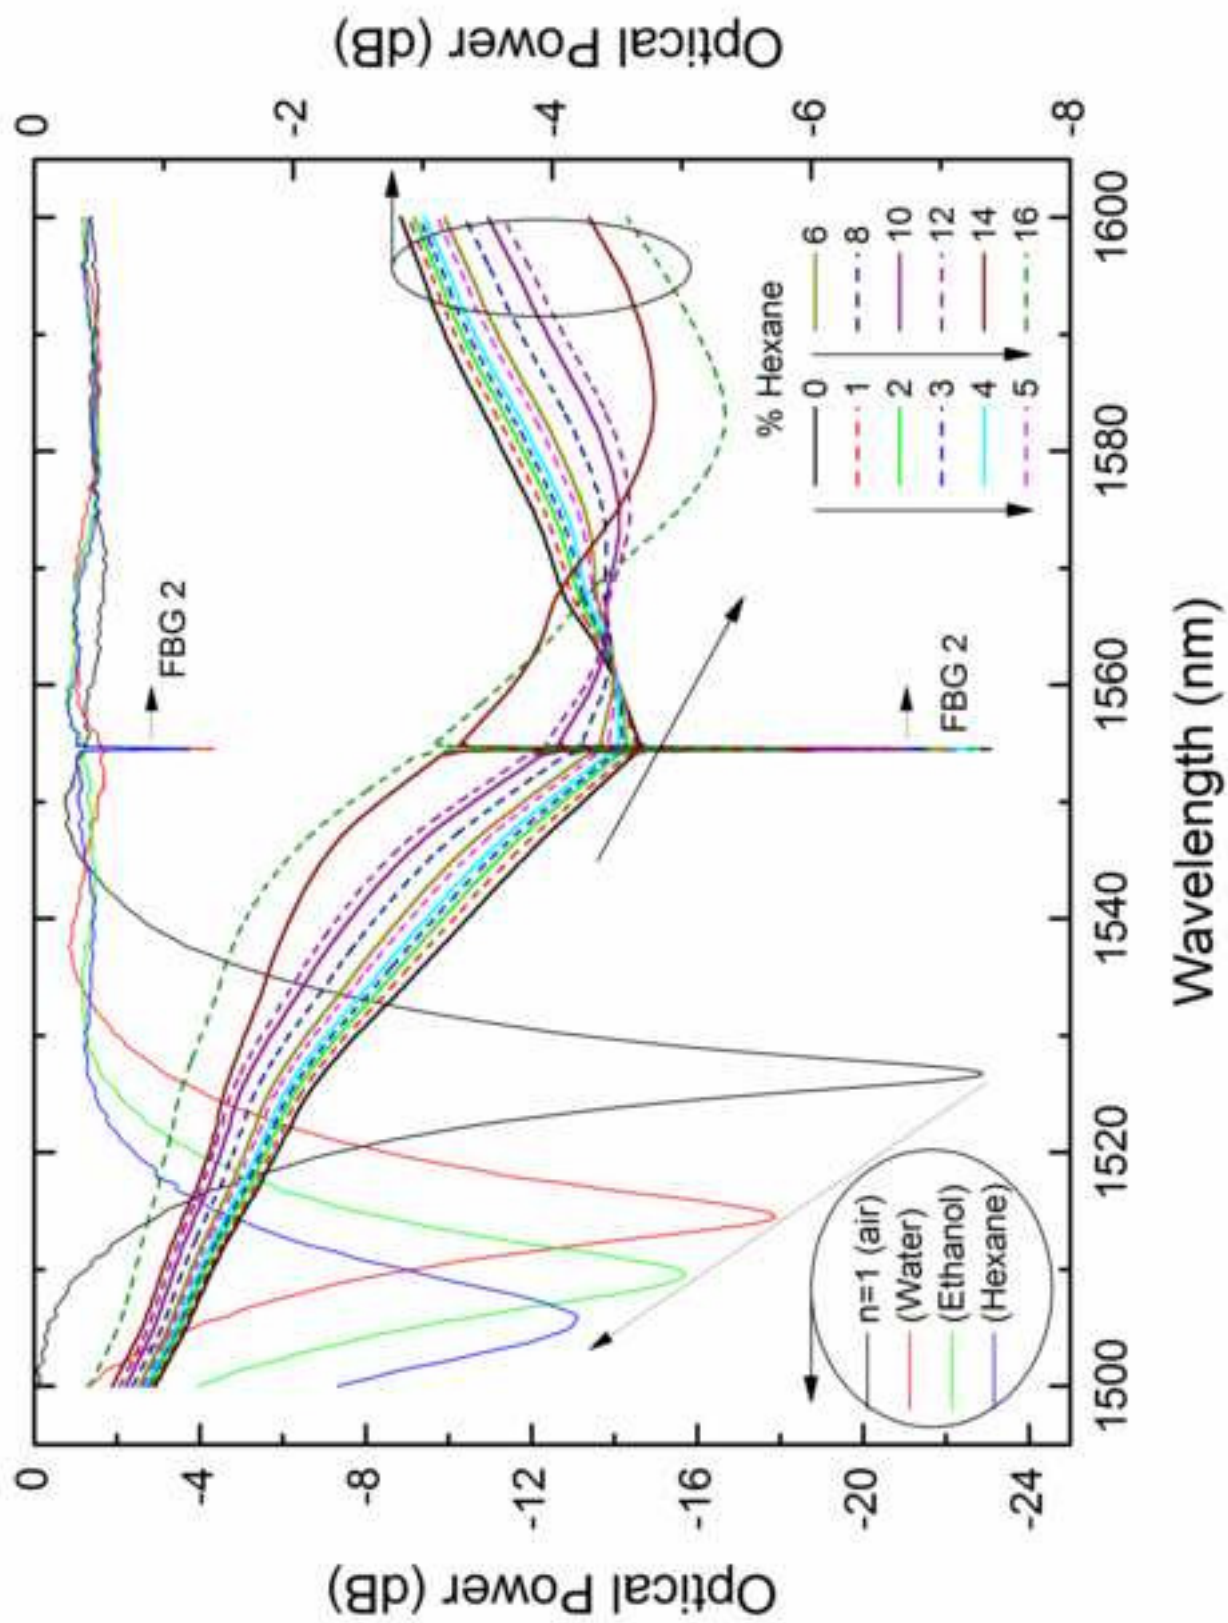 Optical Power (dB)
0
-4
-8
-12
-16
-20
-24
Optical Power (dB)
0
-2
-4
-6
-8
FBG 2
FBG 2
n=1 (air)
(Water)
(Ethanol)
(Hexane)
% Hexane
0 6
1 8
2 10
3 12
4 14
5 16
1500 1520 1540 1560 1580 1600
Wavelength (nm)